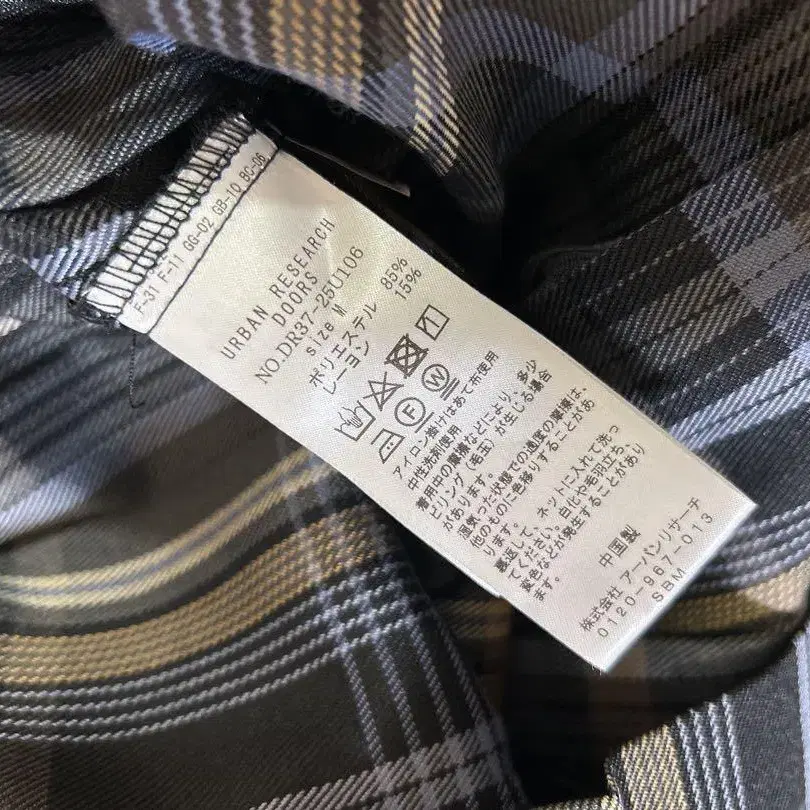 F-31 F-11 GG-02 GB-10 BC-06
URBAN RESEARCH
DOORS
NO.DR37-25U106
size M
ポリエステル 85%
レーヨン 15%
F W
アイロン掛けはあて布使用
中性洗剤使用
着用中の摩擦などにより、多少
ピリング(毛玉)が生じる場合
があります。
湿気った状態での過度の摩擦は、
他のものに色移りすることがあ
ります。
裏返して、ネットに入れて洗っ
てください。白化や毛羽立ち、
変色などが発生することがあり
ます。
中国製
株式会社 アーバンリサーチ
0120-967-013
SBM